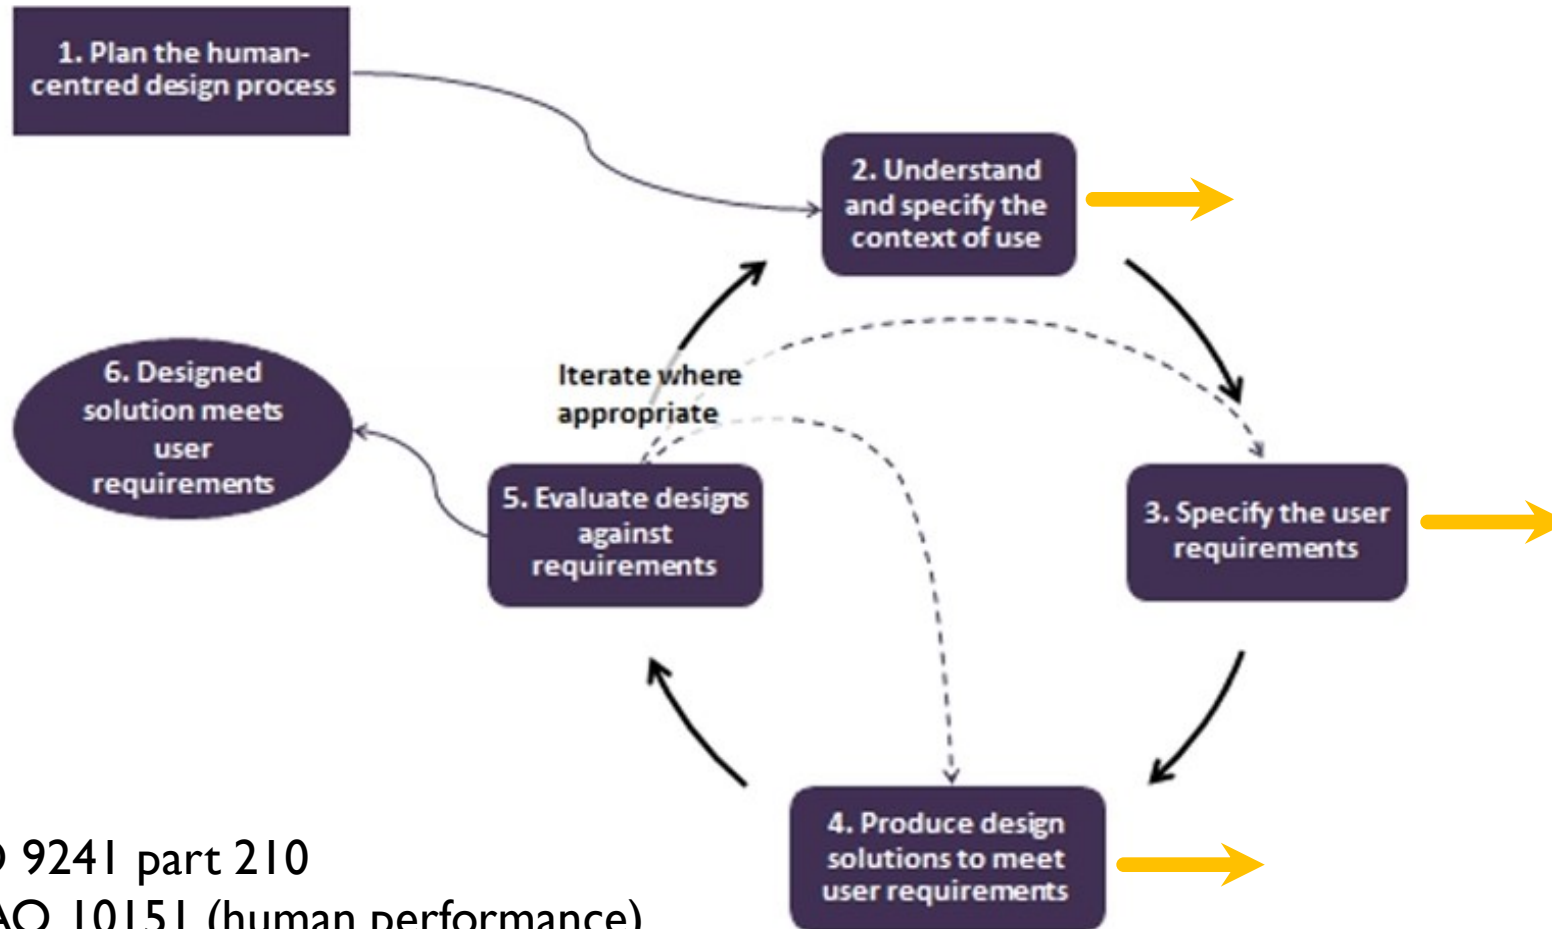 1. Plan the human-
centred design process
2. Understand
and specify the
context of use
Iterate where
appropriate
6. Designed
solution meets
user
requirements
5. Evaluate designs
against
requirements
3. Specify the user
requirements
4. Produce design
solutions to meet
user requirements
9241 part 210
10151 (human performance)